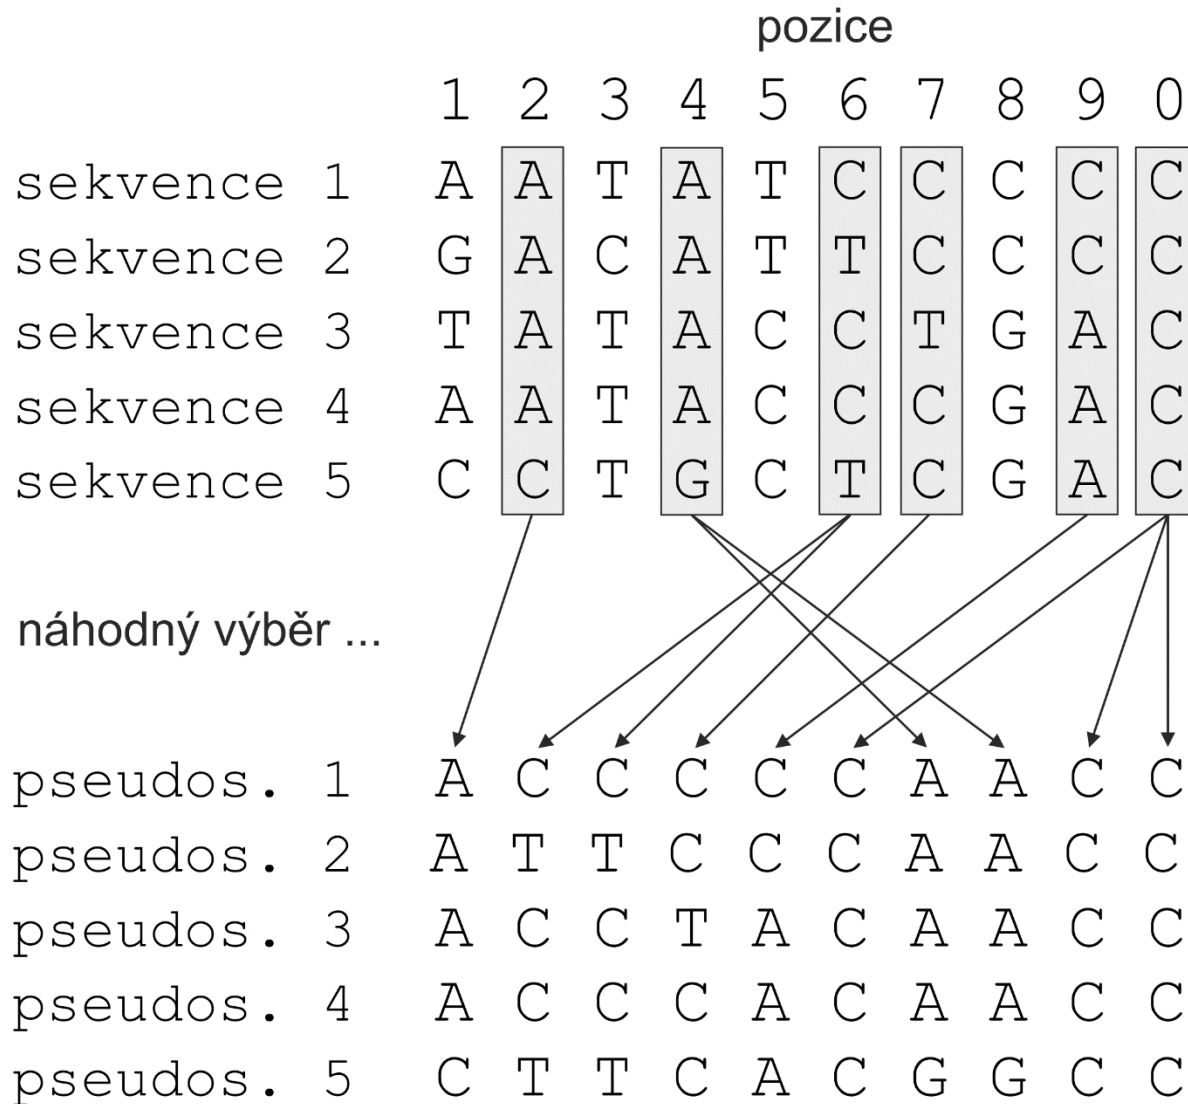 pozice
1 2 3 4 5 6 7 8 9 0
sekvence 1 A A T A T C C C C C
sekvence 2 G A C A T T C C C C
sekvence 3 T A T A C C T G A C
sekvence 4 A A T A C C C G A C
sekvence 5 C C T G C T C G A C
náhodný výběr ...
pseudos. 1 A C C C C C A A C C
pseudos. 2 A T T C C C A A C C
pseudos. 3 A C C T A C A A C C
pseudos. 4 A C C C A C A A C C
pseudos. 5 C T T C A C G G C C